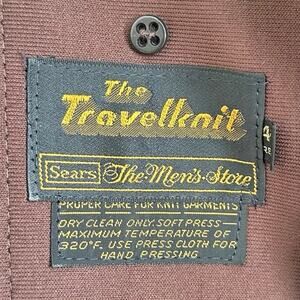 The
Travelknit
Sears The Men's Store
PROPER CARE FOR KNIT GARMENTS
DRY CLEAN ONLY. SOFT PRESS—
MAXIMUM TEMPERATURE OF
320°F. USE PRESS CLOTH FOR
HAND PRESSING
4